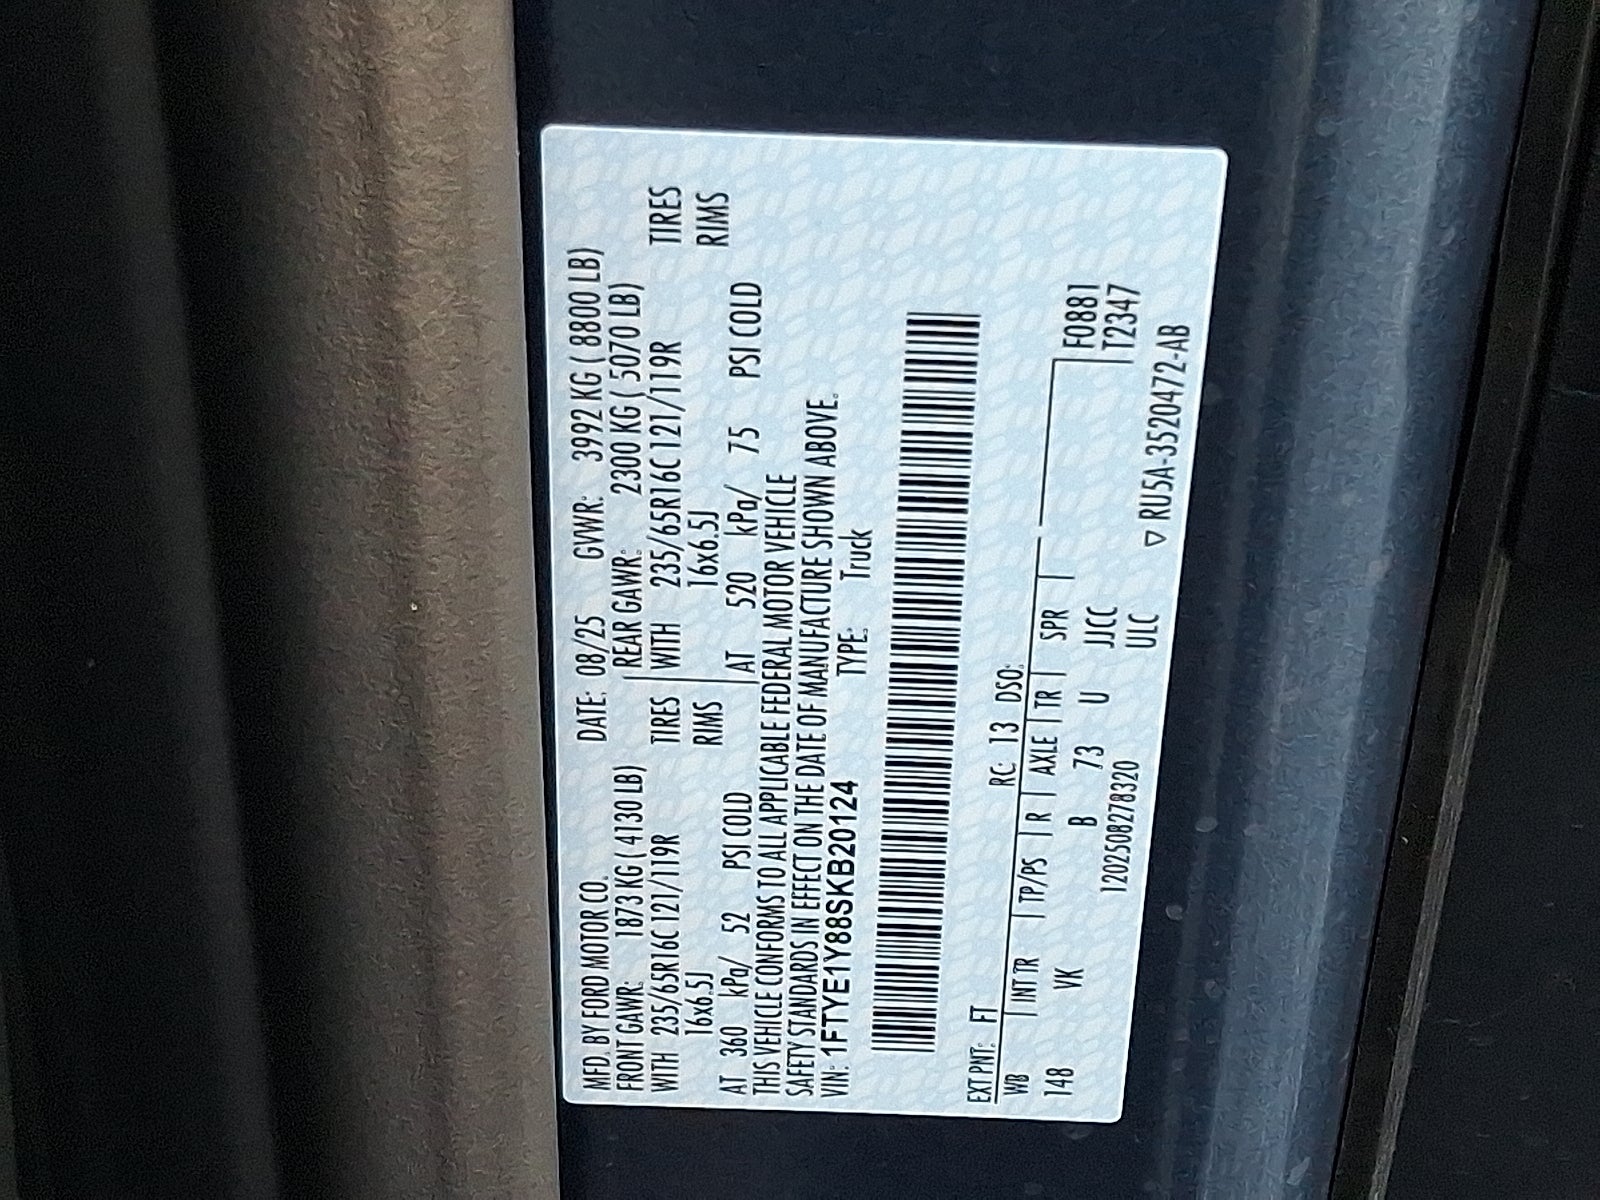 MFD. BY FORD MOTOR CO. DATE: 08/25 GVWR: 3992 KG ( 8800 LB)
FRONT GAWR: 1873 KG ( 4130 LB) REAR GAWR: 2300 KG ( 5070 LB)
WITH 235/65R16C 121/119R TIRES WITH 235/65R16C 121/119R TIRES
16x6.5J RIMS 16x6.5J RIMS
AT 360 kPa/ 52 PSI COLD AT 520 kPa/ 75 PSI COLD
THIS VEHICLE CONFORMS TO ALL APPLICABLE FEDERAL MOTOR VEHICLE
SAFETY STANDARDS IN EFFECT ON THE DATE OF MANUFACTURE SHOWN ABOVE.
VIN: 1FTYE1Y88SKB20124 TYPE: Truck
EXT PNT: FT RC: 13 DSO:
WB INT TR TP/PS R AXLE TR SPR
148 VK B 73 U JJCC F0881
1202508278320 ULC T2347
▽ RU5A-3520472-AB